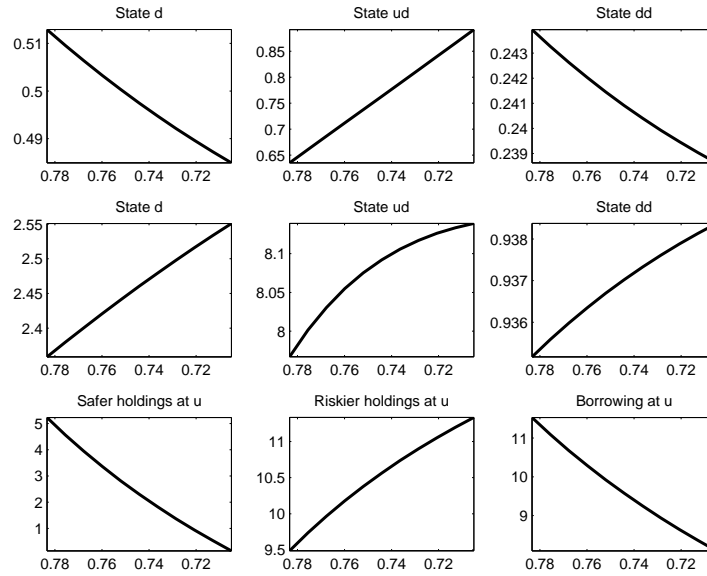 State d State ud State dd
0.51 0.85 0.243
0.8 0.242
0.5 0.75 0.241
0.7 0.24
0.49 0.65 0.239
0.78 0.76 0.74 0.72 0.78 0.76 0.74 0.72 0.78 0.76 0.74 0.72
State d State ud State dd
2.55 8.1 0.938
2.5 8.05 0.937
2.45 8 0.936
2.4
0.78 0.76 0.74 0.72 0.78 0.76 0.74 0.72 0.78 0.76 0.74 0.72
Safer holdings at u Riskier holdings at u Borrowing at u
5 11 11
4 10.5 10
3 10 9
2 9.5
1
0.78 0.76 0.74 0.72 0.78 0.76 0.74 0.72 0.78 0.76 0.74 0.72